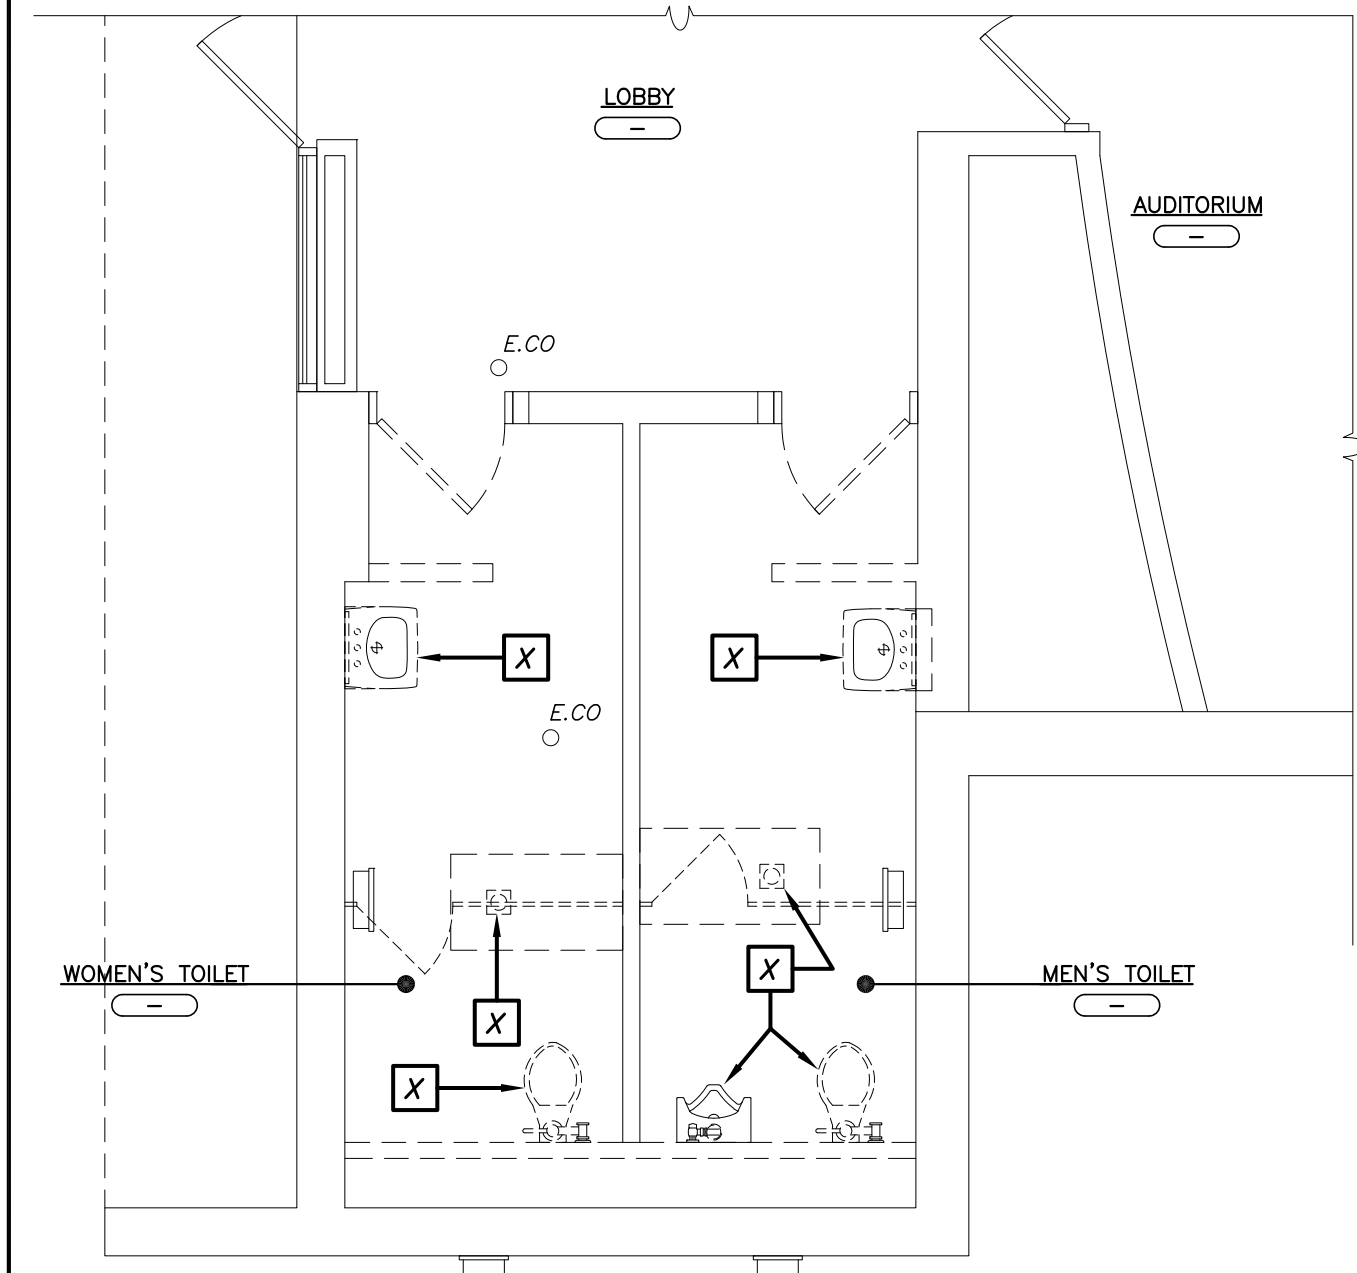 LOBBY
-
AUDITORIUM
-
E.CO
X
X
E.CO
WOMEN'S TOILET
-
X
MEN'S TOILET
-
X
X